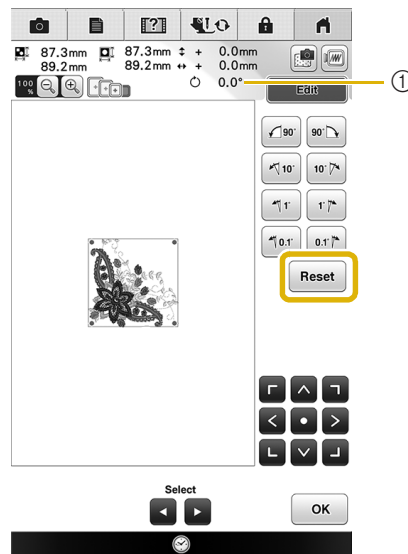 87.3mm 87.3mm + 0.0mm
89.2mm 89.2mm + 0.0mm
100 % 0.0° ①
Edit
90° 90°
10° 10°
1° 1°
0.1° 0.1°
Reset
Select
OK